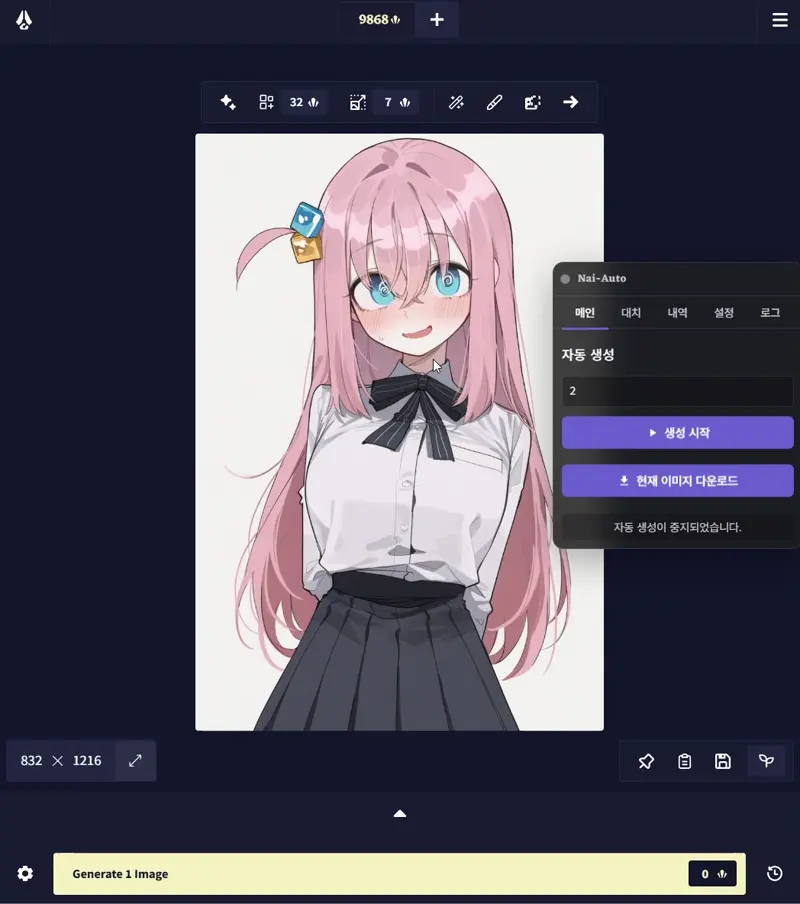 9868
32
7
Nai-Auto
메인 대치 내역 설정 로그
자동 생성
2
생성 시작
현재 이미지 다운로드
자동 생성이 중지되었습니다.
832 × 1216
Generate 1 Image
0